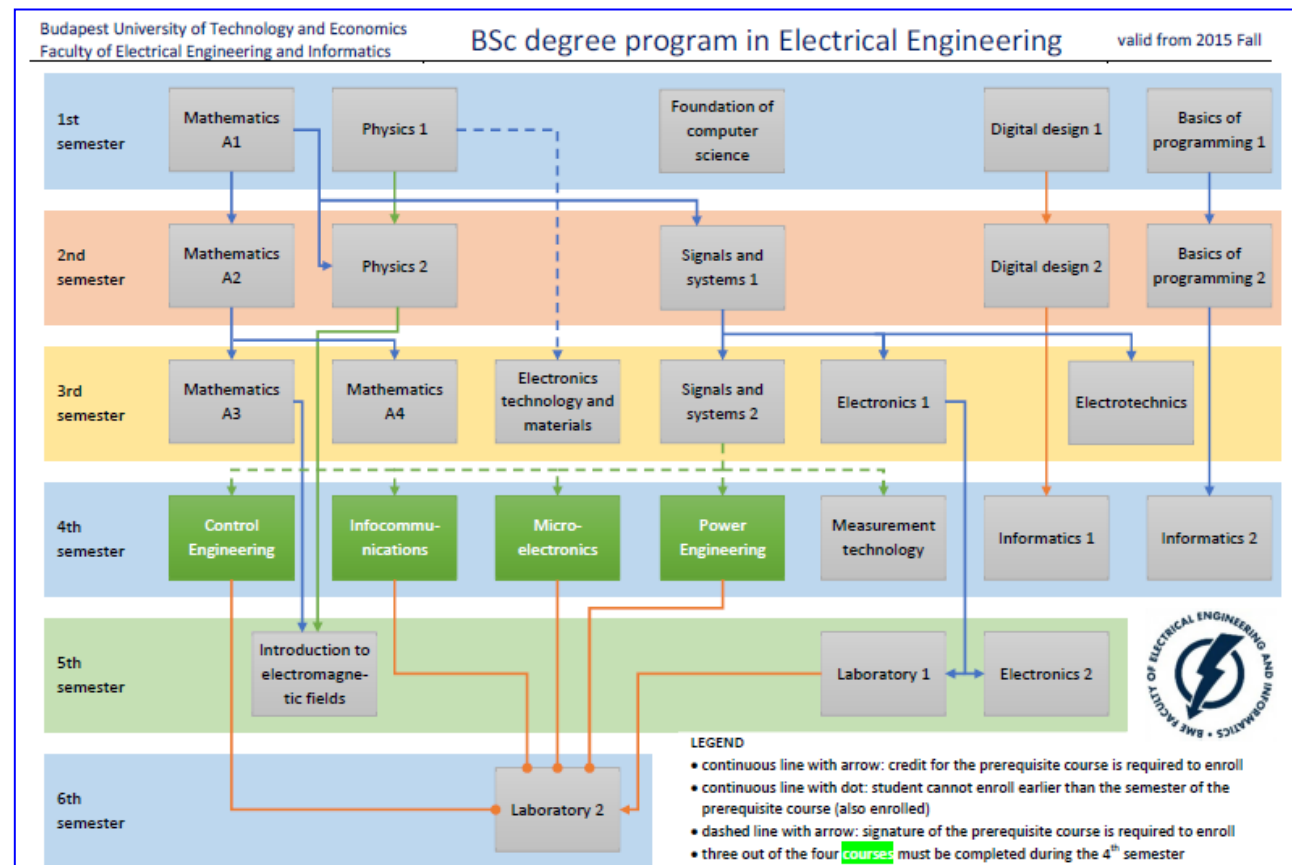 Budapest University of Technology and Economics
Faculty of Electrical Engineering and Informatics
BSc degree program in Electrical Engineering
valid from 2015 Fall
1st
semester
Mathematics
A1
Physics 1
Foundation of
computer
science
Digital design 1
Basics of
programming 1
2nd
semester
Mathematics
A2
Physics 2
Signals and
systems 1
Digital design 2
Basics of
programming 2
3rd
semester
Mathematics
A3
Mathematics
A4
Electronics
technology and
materials
Signals and
systems 2
Electronics 1
Electrotechnics
4th
semester
Control
Engineering
Infocommu-
nications
Micro-
electronics
Power
Engineering
Measurement
technology
Informatics 1
Informatics 2
5th
semester
Introduction to
electromagne-
tic fields
Laboratory 1
Electronics 2
BME FACULTY OF ELECTRICAL ENGINEERING AND INFORMATICS •
6th
semester
Laboratory 2
LEGEND
• continuous line with arrow: credit for the prerequisite course is required to enroll
• continuous line with dot: student cannot enroll earlier than the semester of the
prerequisite course (also enrolled)
• dashed line with arrow: signature of the prerequisite course is required to enroll
• three out of the four courses must be completed during the 4th semester